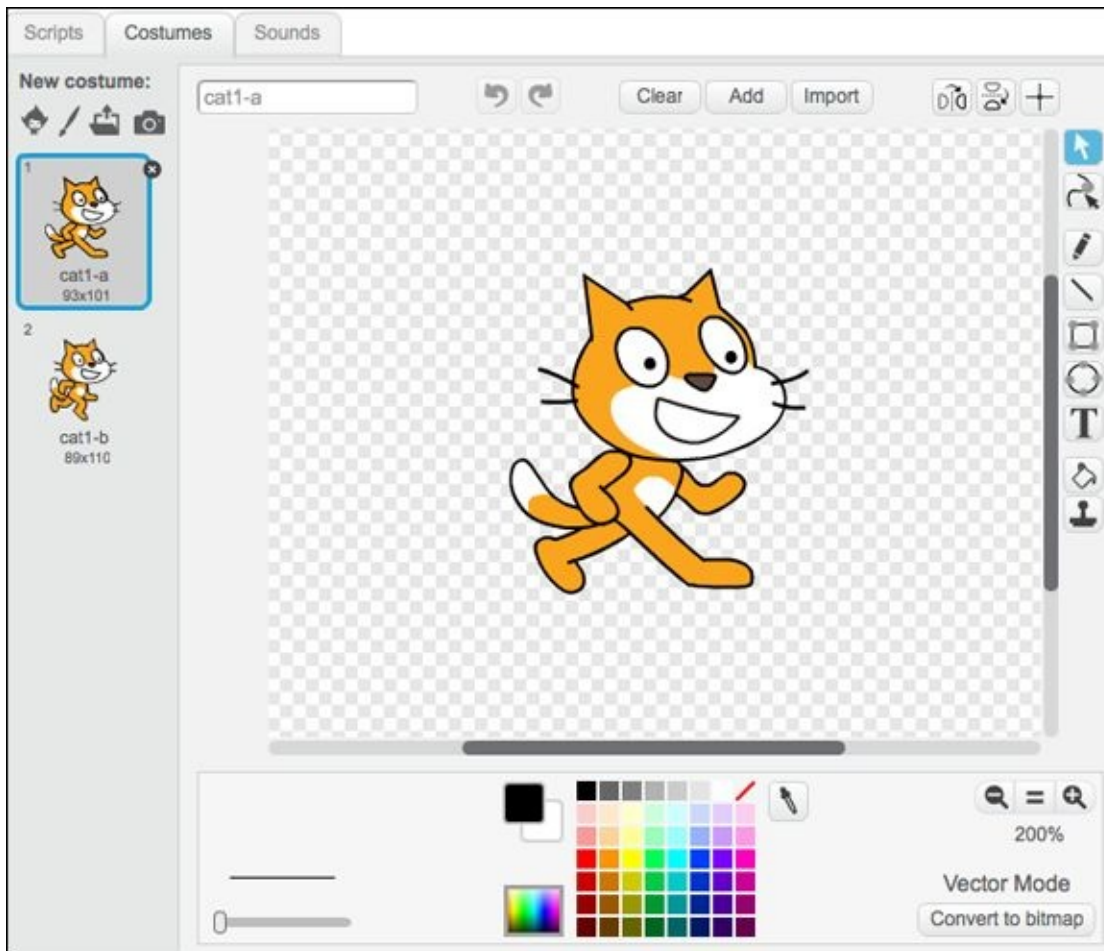 Scripts Costumes Sounds
New costume:
cat1-a
Clear Add Import
1
cat1-a
93x101
2
cat1-b
89x110
T
200%
Vector Mode
Convert to bitmap